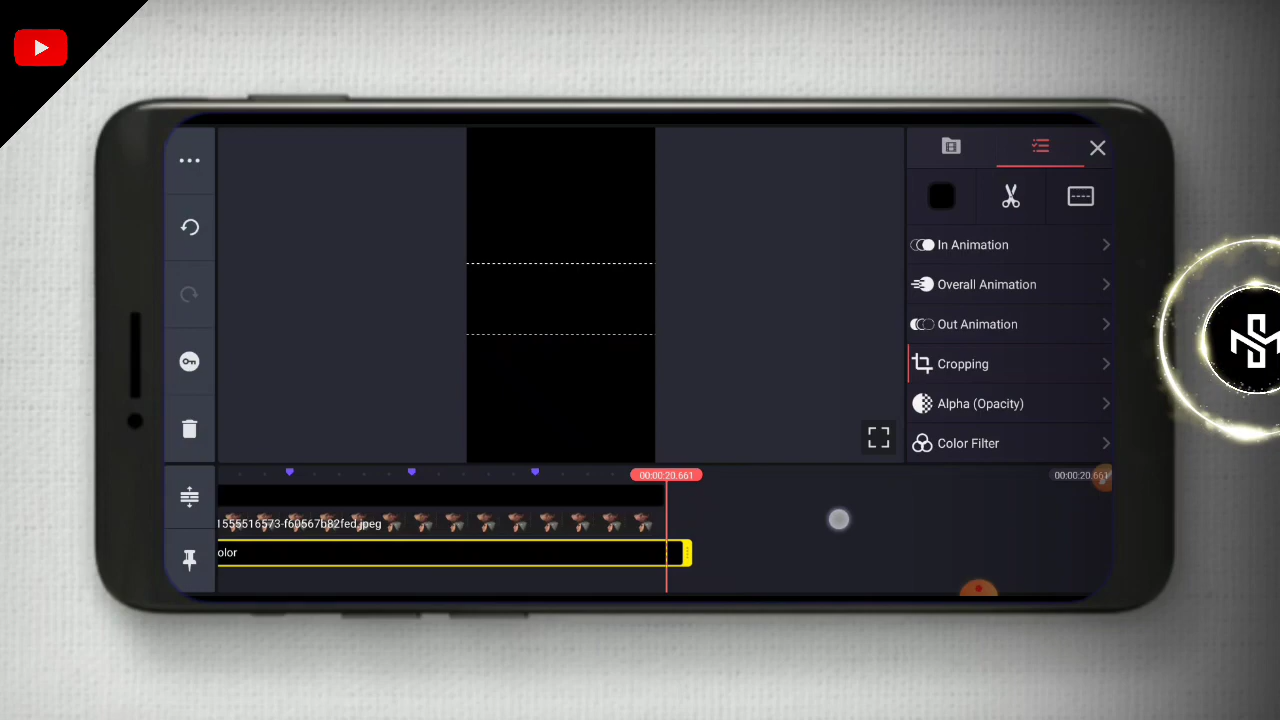 In Animation
Overall Animation
Out Animation
Cropping
Alpha (Opacity)
Color Filter
00:00:20.661
00:00:20.661
1555516573-f60567b82fed.jpeg
olor